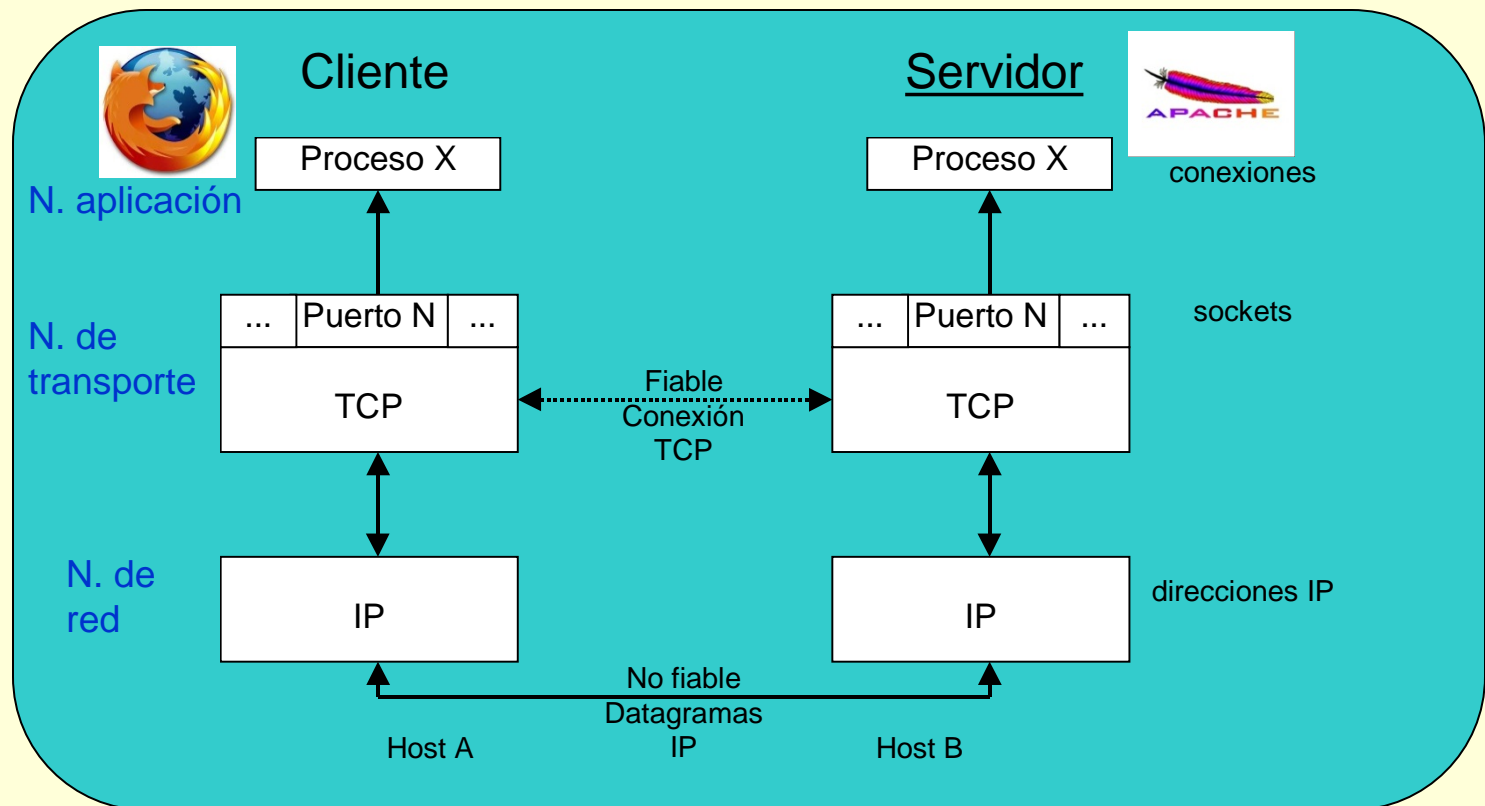 Cliente
Servidor
APACHE
Proceso X
Proceso X
conexiones
N. aplicación
... Puerto N ...
... Puerto N ...
sockets
N. de
transporte
TCP
Fiable
Conexión
TCP
TCP
N. de
red
IP
IP
direcciones IP
No fiable
Datagramas
IP
Host A
Host B